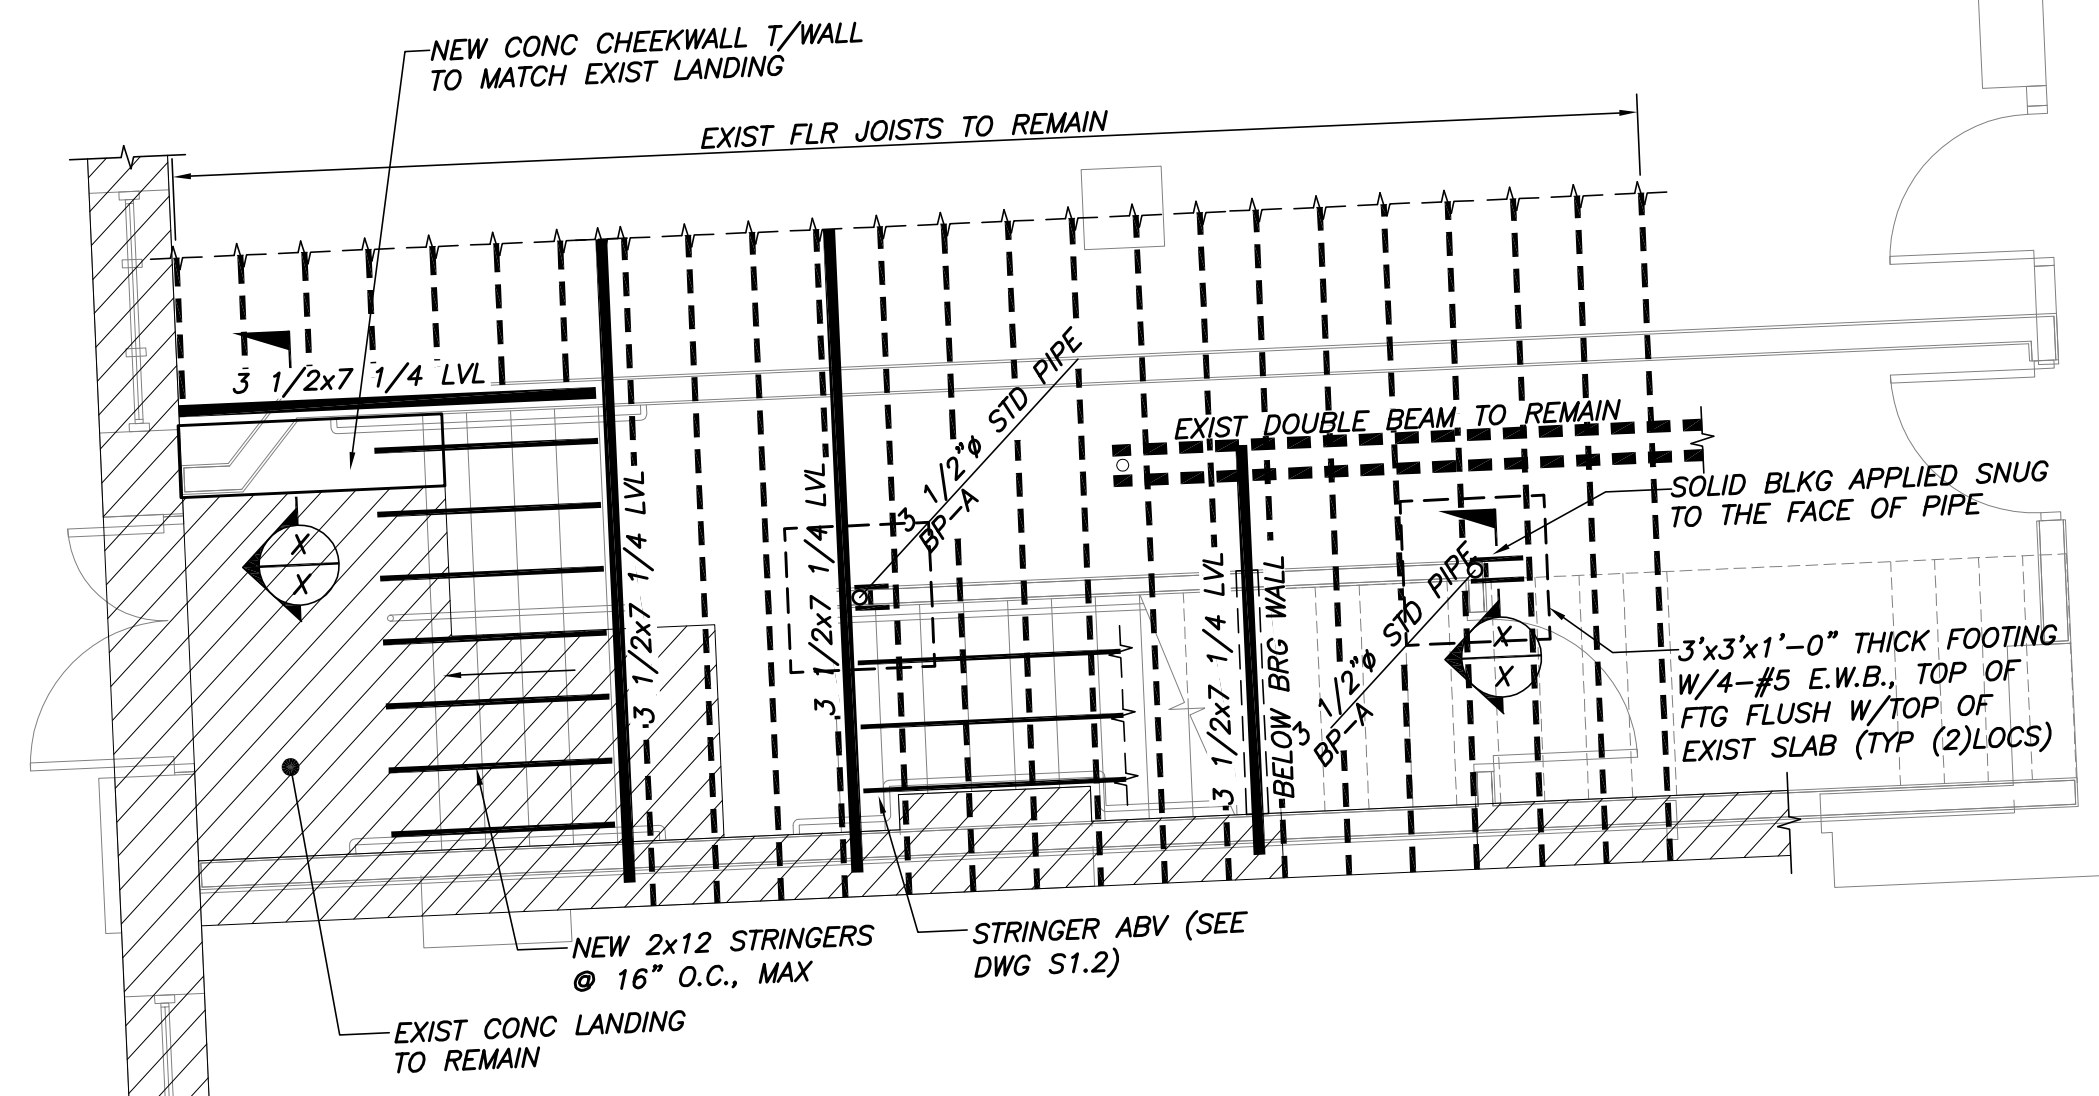 NEW CONC CHEEKWALL T/WALL
TO MATCH EXIST LANDING
EXIST FLR JOISTS TO REMAIN
3 1/2x7 1/4 LVL
3 1/2"ø STD PIPE
BP-A
EXIST DOUBLE BEAM TO REMAIN
SOLID BLKG APPLIED SNUG
TO THE FACE OF PIPE
X
X
3 1/2x7 1/4 LVL
3 1/2x7 1/4 LVL
3 1/2x7 1/4 LVL
BELOW BRG WALL
3 1/2"ø STD PIPE
BP-A
X
X
3'x3'x1'-0" THICK FOOTING
W/4-#5 E.W.B., TOP OF
FTG FLUSH W/TOP OF
EXIST SLAB (TYP (2)LOCS)
NEW 2x12 STRINGERS
@ 16" O.C., MAX
STRINGER ABV (SEE
DWG S1.2)
EXIST CONC LANDING
TO REMAIN